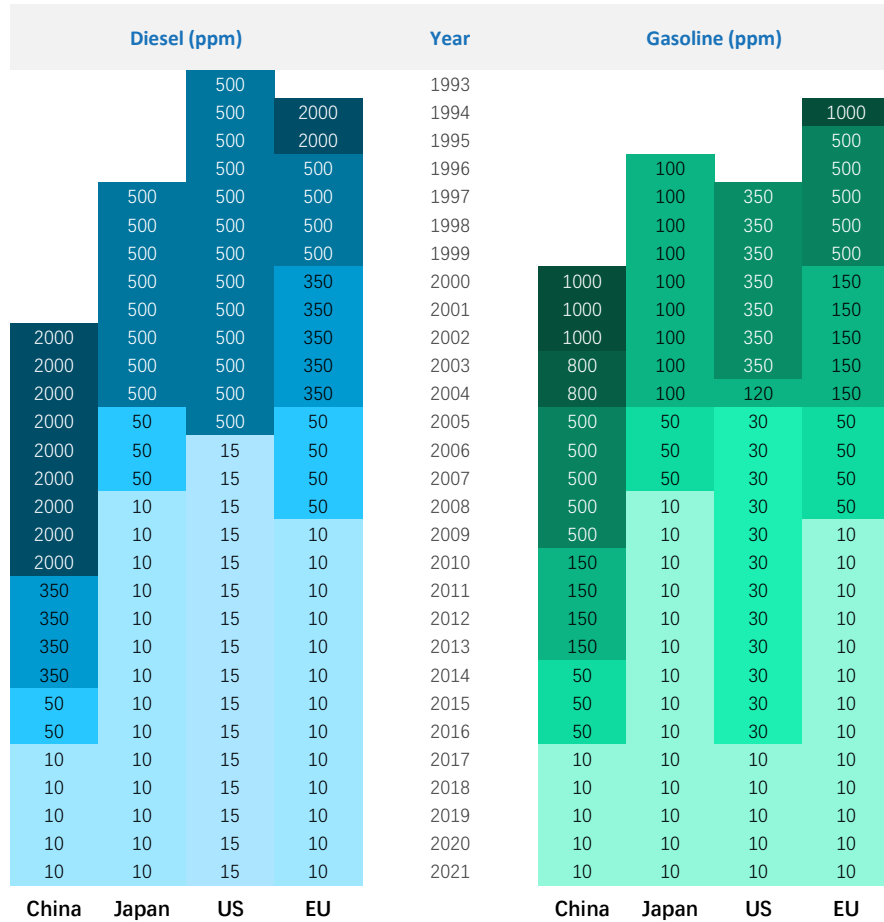 Diesel (ppm) Year Gasoline (ppm)
500 1993
500 2000 1994 1000
500 2000 1995 500
500 500 1996 100 500
500 500 500 1997 100 350 500
500 500 500 1998 100 350 500
500 500 500 1999 100 350 500
500 500 350 2000 1000 100 350 150
500 500 350 2001 1000 100 350 150
2000 500 500 350 2002 1000 100 350 150
2000 500 500 350 2003 800 100 350 150
2000 500 500 350 2004 800 100 120 150
2000 50 500 50 2005 500 50 30 50
2000 50 15 50 2006 500 50 30 50
2000 50 15 50 2007 500 50 30 50
2000 10 15 50 2008 500 10 30 50
2000 10 15 10 2009 500 10 30 10
2000 10 15 10 2010 150 10 30 10
350 10 15 10 2011 150 10 30 10
350 10 15 10 2012 150 10 30 10
350 10 15 10 2013 150 10 30 10
350 10 15 10 2014 50 10 30 10
50 10 15 10 2015 50 10 30 10
50 10 15 10 2016 50 10 30 10
10 10 15 10 2017 10 10 10 10
10 10 15 10 2018 10 10 10 10
10 10 15 10 2019 10 10 10 10
10 10 15 10 2020 10 10 10 10
10 10 15 10 2021 10 10 10 10
China Japan US EU China Japan US EU